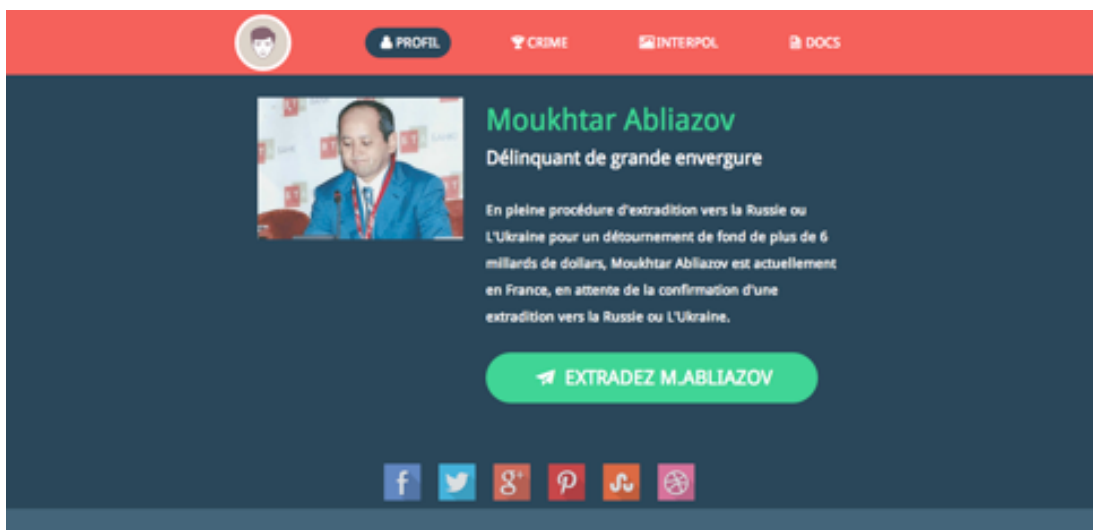 PROFIL
CRIME
INTERPOL
DOCS
Moukhtar Abliazov
Délinquant de grande envergure
En pleine procédure d'extradition vers la Russie ou
L'Ukraine pour un détournement de fond de plus de 6
millards de dollars, Moukhtar Abliazov est actuellement
en France, en attente de la confirmation d'une
extradition vers la Russie ou L'Ukraine.
EXTRADEZ M.ABLIAZOV